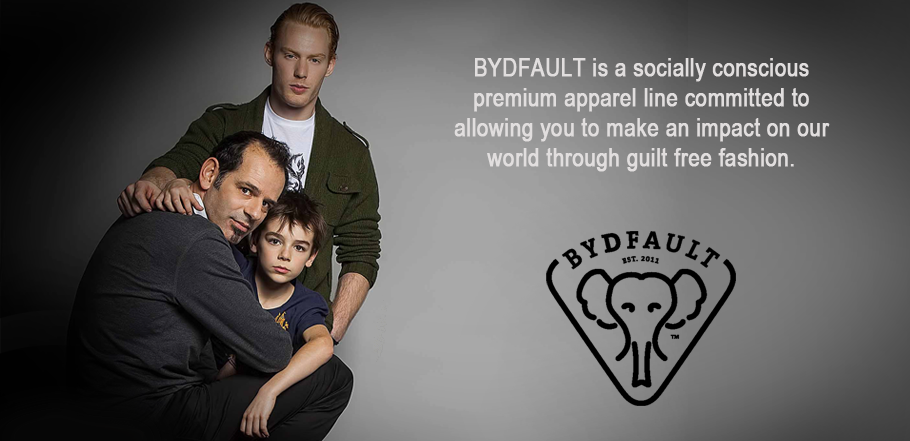 BYDFAULT is a socially conscious
premium apparel line committed to
allowing you to make an impact on our
world through guilt free fashion.
BYDFAULT
EST. 2011
TM